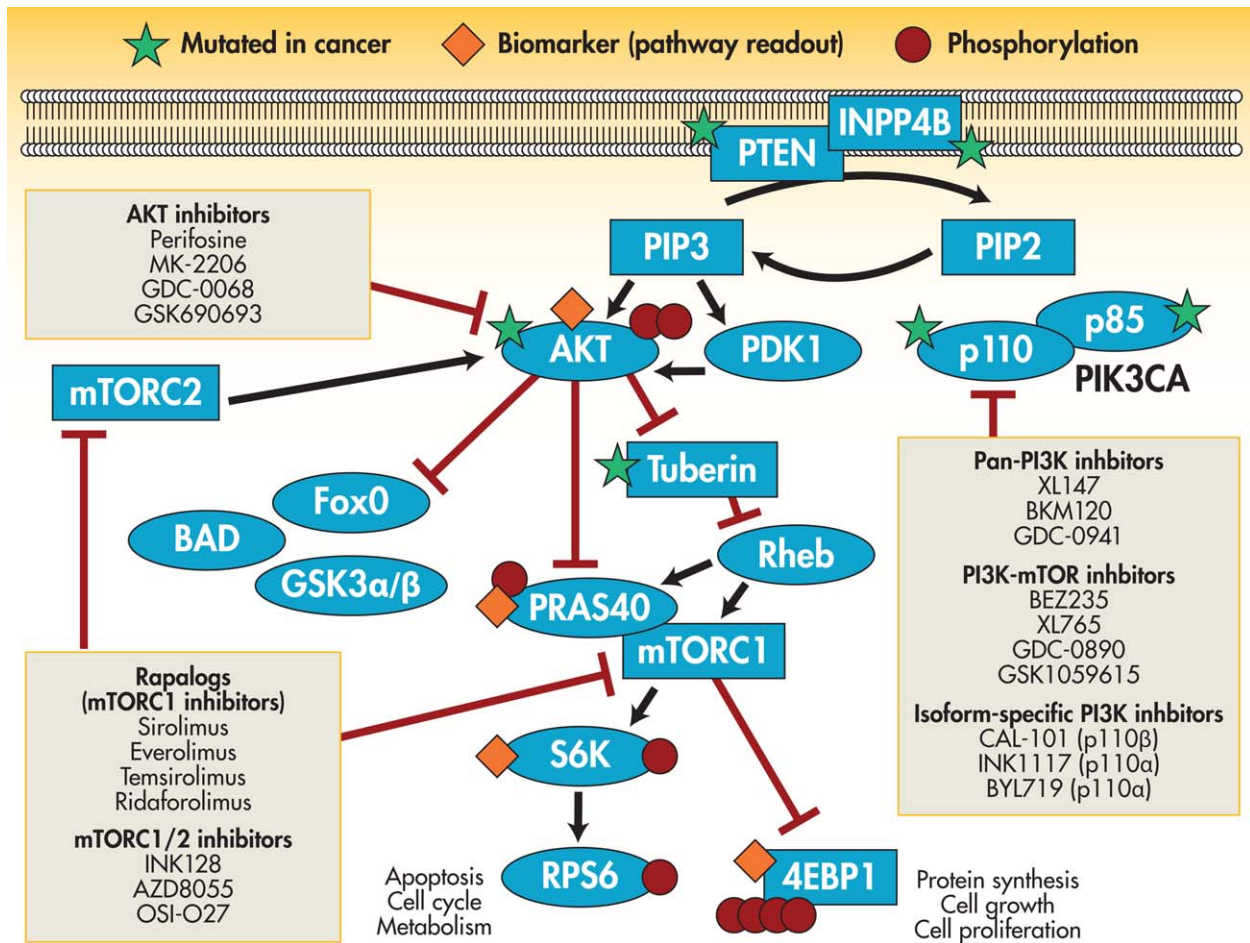 Mutated in cancer
Biomarker (pathway readout)
Phosphorylation
INPP4B
PTEN
PIP3
PIP2
AKT inhibitors
Perifosine
MK-2206
GDC-0068
GSK690693
AKT
PDK1
p85
p110
PIK3CA
mTORC2
Tuberin
Fox0
BAD
GSK3α/β
Rheb
PRAS40
mTORC1
Pan-PI3K inhbitors
XL147
BKM120
GDC-0941
PI3K-mTOR inhbitors
BEZ235
XL765
GDC-0890
GSK1059615
Isoform-specific PI3K inhbitors
CAL-101 (p110β)
INK1117 (p110α)
BYL719 (p110α)
Rapalogs
(mTORC1 inhibitors)
Sirolimus
Everolimus
Temsirolimus
Ridaforolimus
mTORC1/2 inhibitors
INK128
AZD8055
OSI-O27
S6K
RPS6
Apoptosis
Cell cycle
Metabolism
4EBP1
Protein synthesis
Cell growth
Cell proliferation